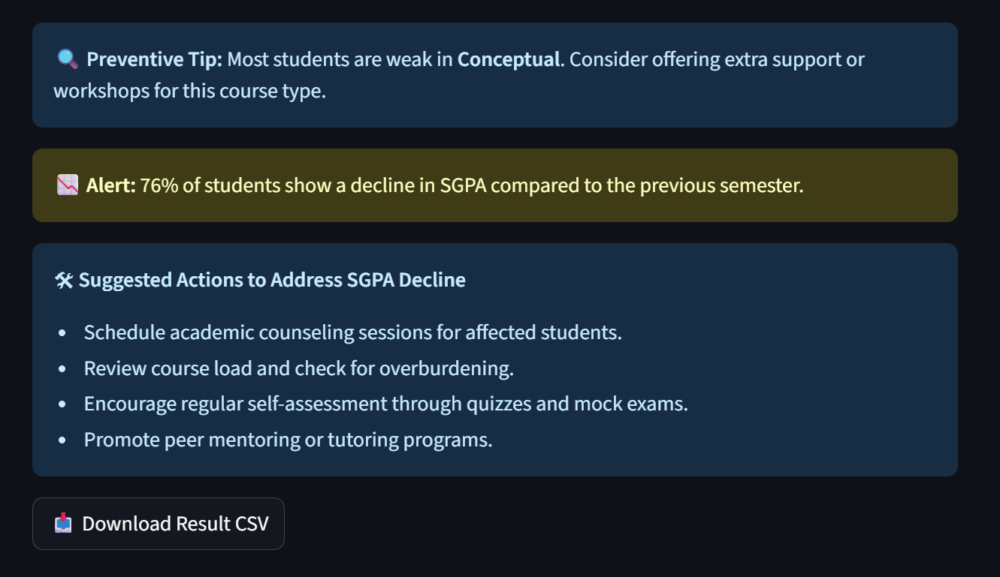 🔍 Preventive Tip: Most students are weak in Conceptual. Consider offering extra support or
workshops for this course type.
📉 Alert: 76% of students show a decline in SGPA compared to the previous semester.
🛠 Suggested Actions to Address SGPA Decline
• Schedule academic counseling sessions for affected students.
• Review course load and check for overburdening.
• Encourage regular self-assessment through quizzes and mock exams.
• Promote peer mentoring or tutoring programs.
📥 Download Result CSV